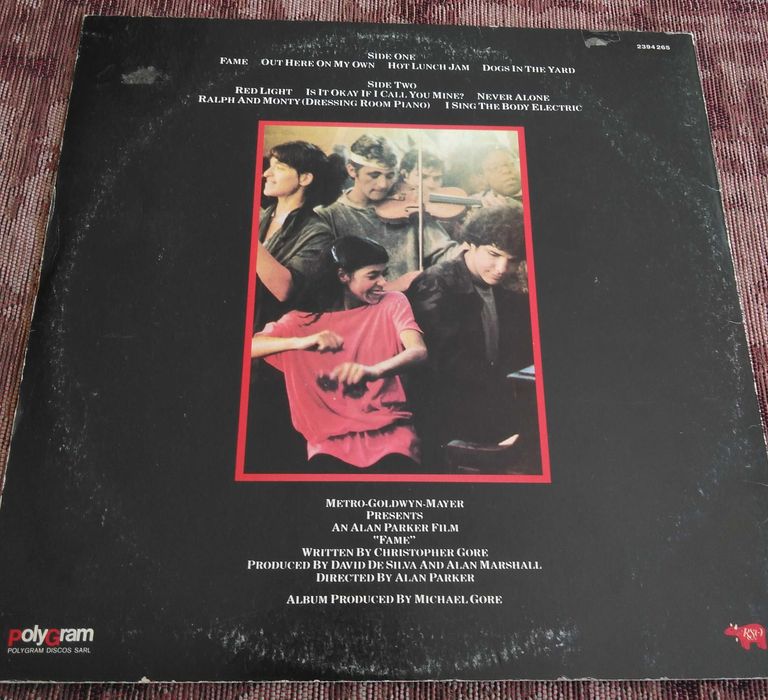 2394 265
SIDE ONE
FAME OUT HERE ON MY OWN HOT LUNCH JAM DOGS IN THE YARD
SIDE TWO
RED LIGHT IS IT OKAY IF I CALL YOU MINE? NEVER ALONE
RALPH AND MONTY (DRESSING ROOM PIANO) I SING THE BODY ELECTRIC
METRO-GOLDWYN-MAYER
PRESENTS
AN ALAN PARKER FILM
"FAME"
WRITTEN BY CHRISTOPHER GORE
PRODUCED BY DAVID DE SILVA AND ALAN MARSHALL
DIRECTED BY ALAN PARKER
ALBUM PRODUCED BY MICHAEL GORE
PolyGram
POLYGRAM DISCOS SARL
RSO